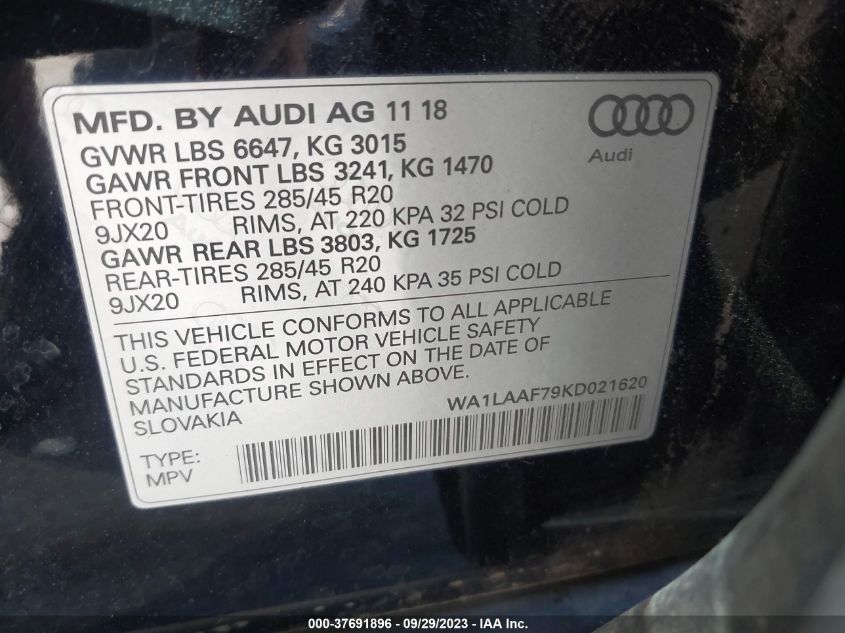 MFD. BY AUDI AG 11 18
GVWR LBS 6647, KG 3015
GAWR FRONT LBS 3241, KG 1470
FRONT-TIRES 285/45 R20
9JX20 RIMS, AT 220 KPA 32 PSI COLD
GAWR REAR LBS 3803, KG 1725
REAR-TIRES 285/45 R20
9JX20 RIMS, AT 240 KPA 35 PSI COLD
Audi
THIS VEHICLE CONFORMS TO ALL APPLICABLE
U.S. FEDERAL MOTOR VEHICLE SAFETY
STANDARDS IN EFFECT ON THE DATE OF
MANUFACTURE SHOWN ABOVE.
SLOVAKIA
WA1LAAF79KD021620
TYPE:
MPV
000-37691896 - 09/29/2023 - IAA Inc.